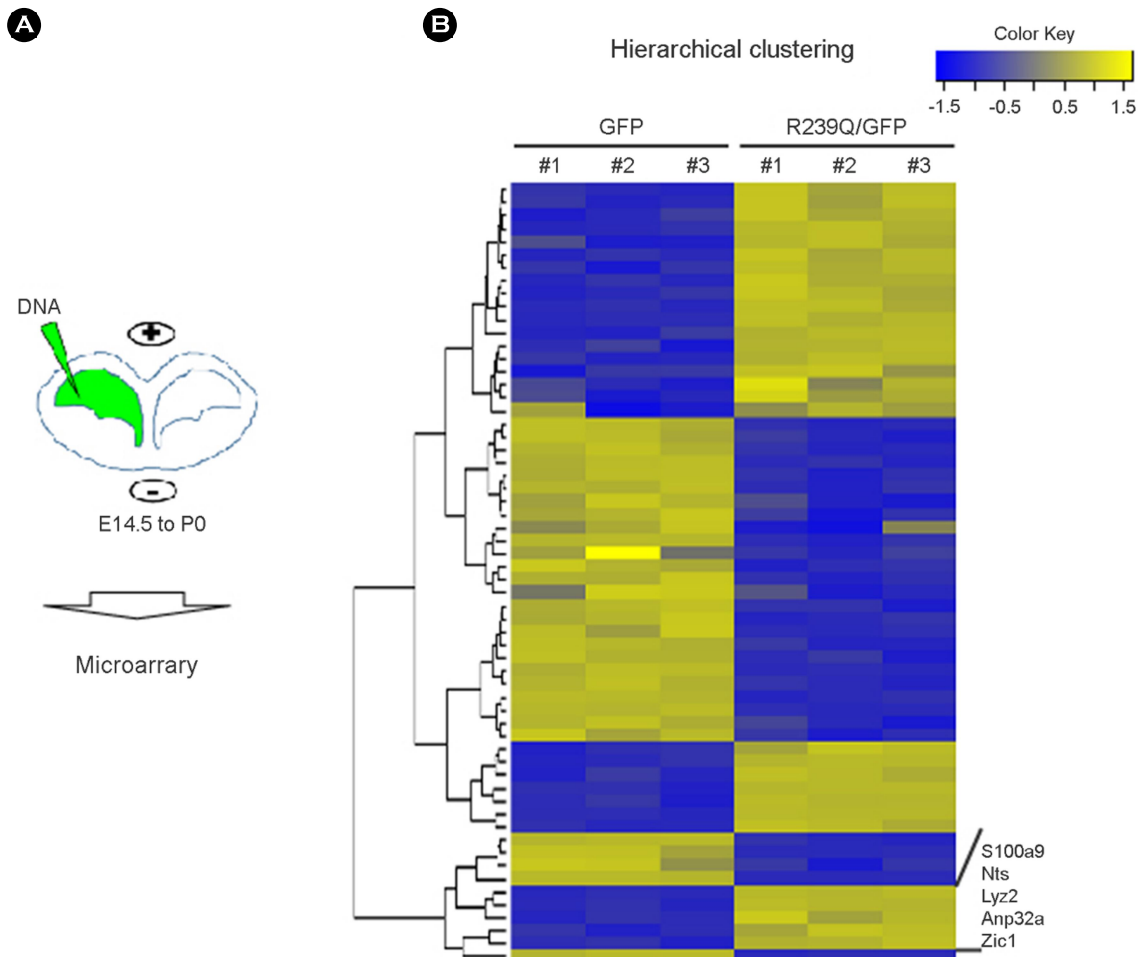 A
B
Hierarchical clustering
Color Key
-1.5 -0.5 0.5 1.5
GFP R239Q/GFP
#1 #2 #3 #1 #2 #3
DNA
+
-
E14.5 to P0
Microarrary
S100a9
Nts
Lyz2
Anp32a
Zic1